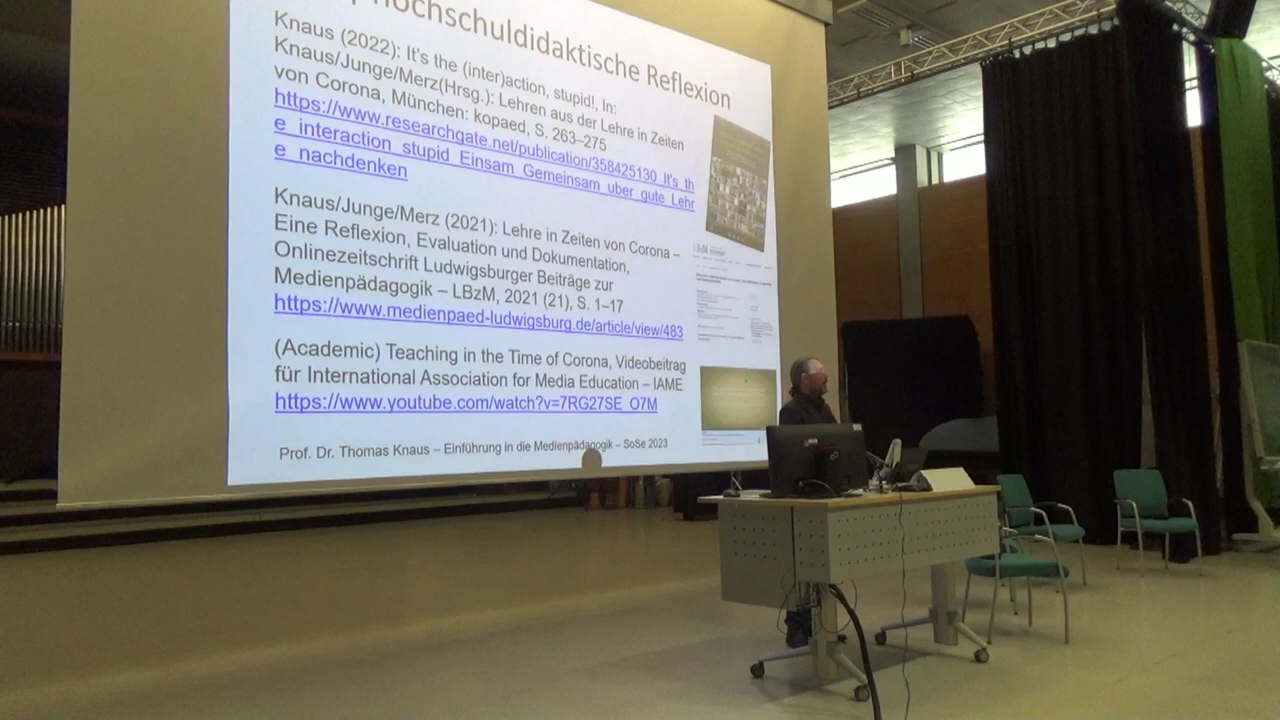 hochschuldidaktische Reflexion
Knaus (2022): It's the (inter)action, stupid!, In:
Knaus/Junge/Merz(Hrsg.): Lehren aus der Lehre in Zeiten
von Corona, München: kopaed, S. 263–275
https://www.researchgate.net/publication/358425130_It's_th
e_interaction_stupid_Einsam_Gemeinsam_uber_gute_Lehr
e_nachdenken
Knaus/Junge/Merz (2021): Lehre in Zeiten von Corona –
Eine Reflexion, Evaluation und Dokumentation,
Onlinezeitschrift Ludwigsburger Beiträge zur
Medienpädagogik – LBzM, 2021 (21), S. 1–17
https://www.medienpaed-ludwigsburg.de/article/view/483
(Academic) Teaching in the Time of Corona, Videobeitrag
für International Association for Media Education – IAME
https://www.youtube.com/watch?v=7RG27SE_O7M
Prof. Dr. Thomas Knaus – Einführung in die Medienpädagogik – SoSe 2023